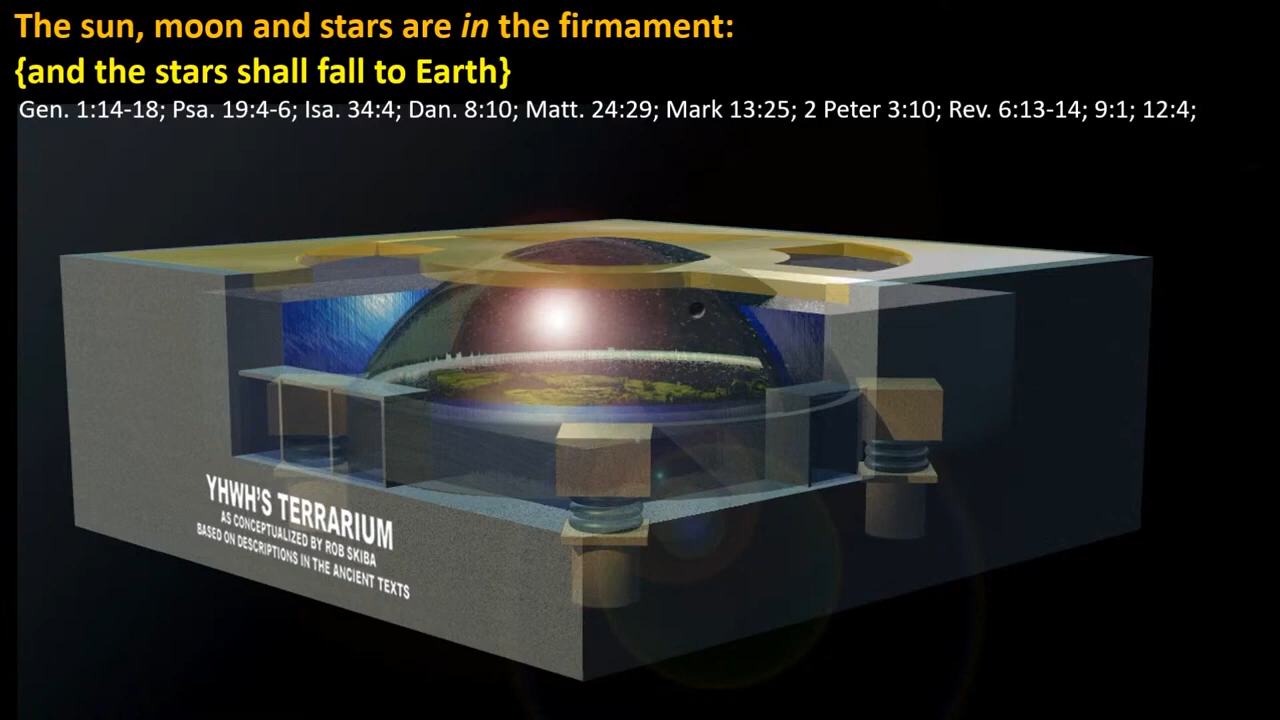 The sun, moon and stars are in the firmament:
{and the stars shall fall to Earth}
Gen. 1:14-18; Psa. 19:4-6; Isa. 34:4; Dan. 8:10; Matt. 24:29; Mark 13:25; 2 Peter 3:10; Rev. 6:13-14; 9:1; 12:4;
YHWH'S TERRARIUM
AS CONCEPTUALIZED BY ROB SKIBA
BASED ON DESCRIPTIONS IN THE ANCIENT TEXTS